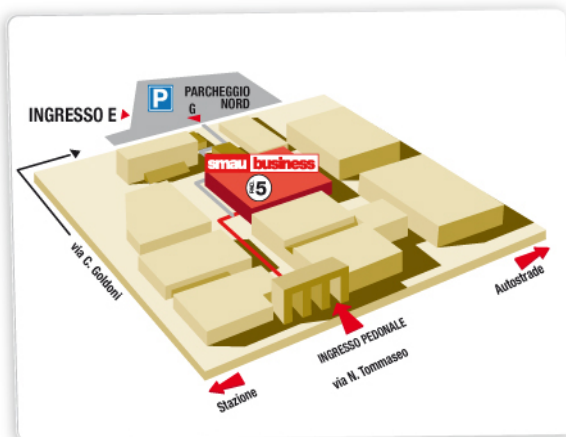 P
PARCHEGGIO
NORD
G
INGRESSO E
smau business
5
via C. Goldoni
Autostrade
INGRESSO PEDONALE
via N. Tommaseo
Stazione